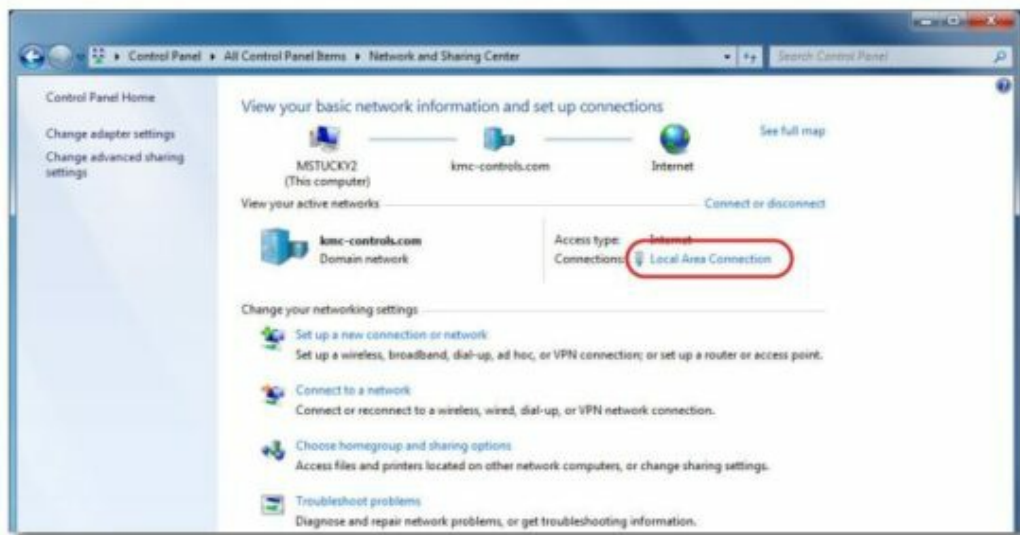 Control Panel ▸ All Control Panel Items ▸ Network and Sharing Center
Search Control Panel
Control Panel Home
Change adapter settings
Change advanced sharing
settings
View your basic network information and set up connections
See full map
MSTUCKY2
(This computer)
kmc-controls.com
Internet
View your active networks
Connect or disconnect
kmc-controls.com
Domain network
Access type: Internet
Connections: Local Area Connection
Change your networking settings
Set up a new connection or network
Set up a wireless, broadband, dial-up, ad hoc, or VPN connection; or set up a router or access point.
Connect to a network
Connect or reconnect to a wireless, wired, dial-up, or VPN network connection.
Choose homegroup and sharing options
Access files and printers located on other network computers, or change sharing settings.
Troubleshoot problems
Diagnose and repair network problems, or get troubleshooting information.